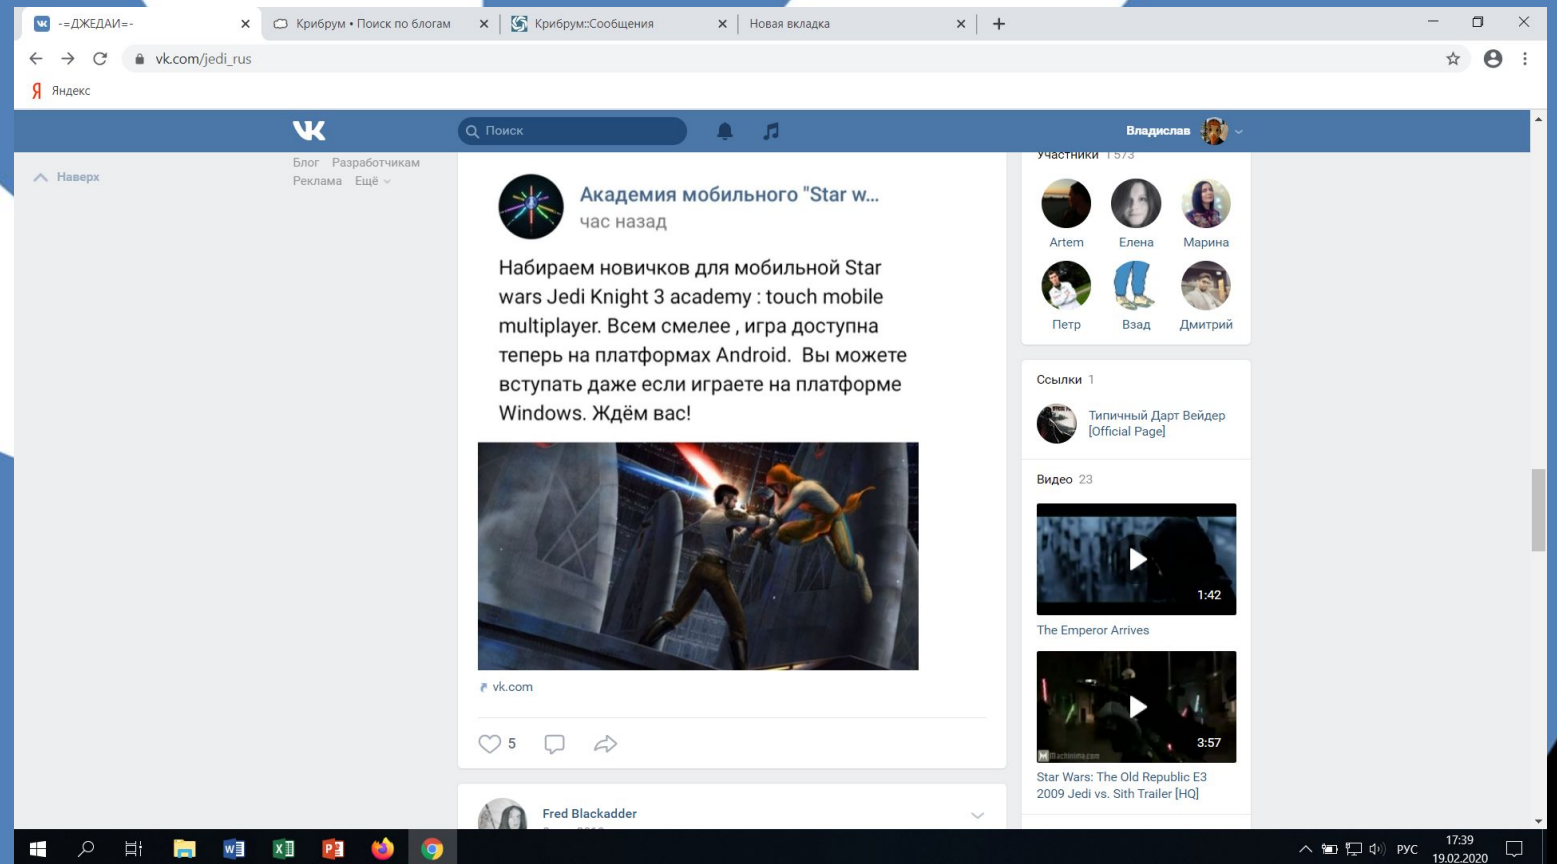 -=ДЖЕДАИ=-
Крибрум • Поиск по блогам
Крибрум::Сообщения
Новая вкладка
vk.com/jedi_rus
Яндекс
Поиск
Владислав
Наверх
Блог Разработчикам
Реклама Ещё
Академия мобильного "Star w...
час назад
Набираем новичков для мобильной Star
wars Jedi Knight 3 academy : touch mobile
multiplayer. Всем смелее , игра доступна
теперь на платформах Android. Вы можете
вступать даже если играете на платформе
Windows. Ждём вас!
vk.com
5
Fred Blackadder
Участники 1 573
Artem Елена Марина
Петр Взад Дмитрий
Ссылки 1
Типичный Дарт Вейдер
[Official Page]
Видео 23
1:42
The Emperor Arrives
Machinima.com
3:57
Star Wars: The Old Republic E3
2009 Jedi vs. Sith Trailer [HQ]
РУС
17:39
19.02.2020